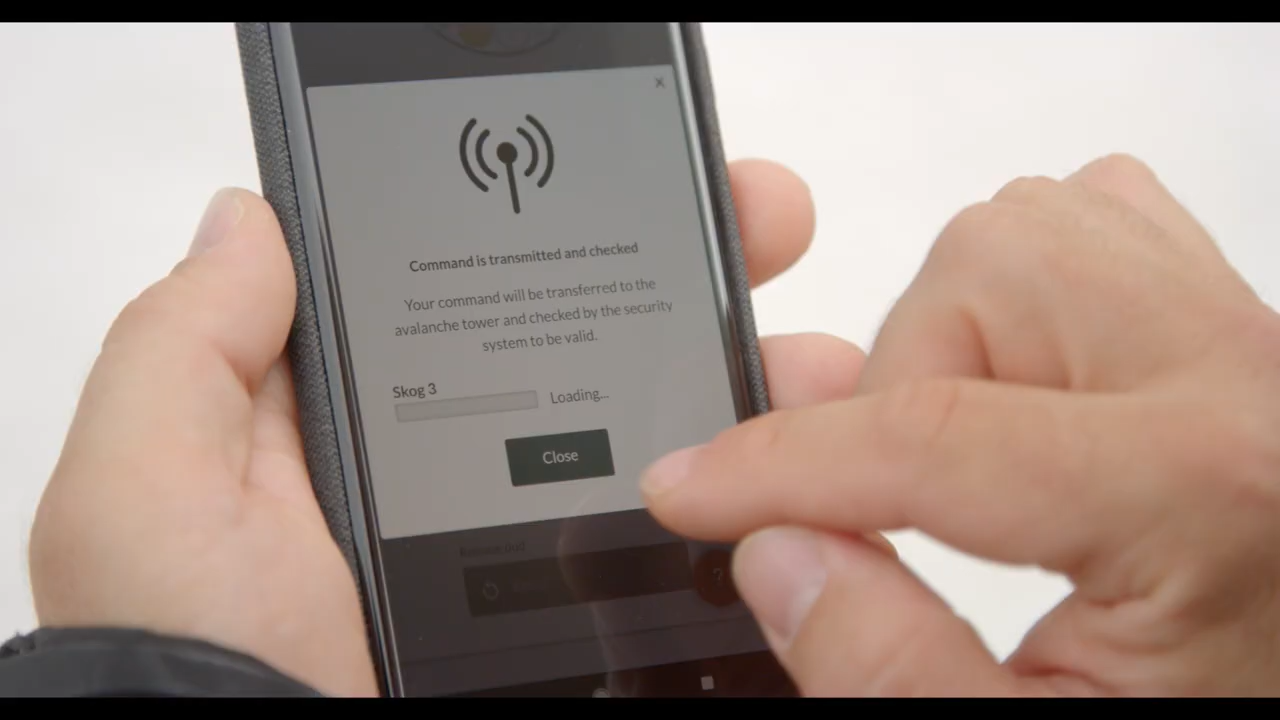 Command is transmitted and checked
Your command will be transferred to the
avalanche tower and checked by the security
system to be valid.
Skog 3
Loading...
Close
?